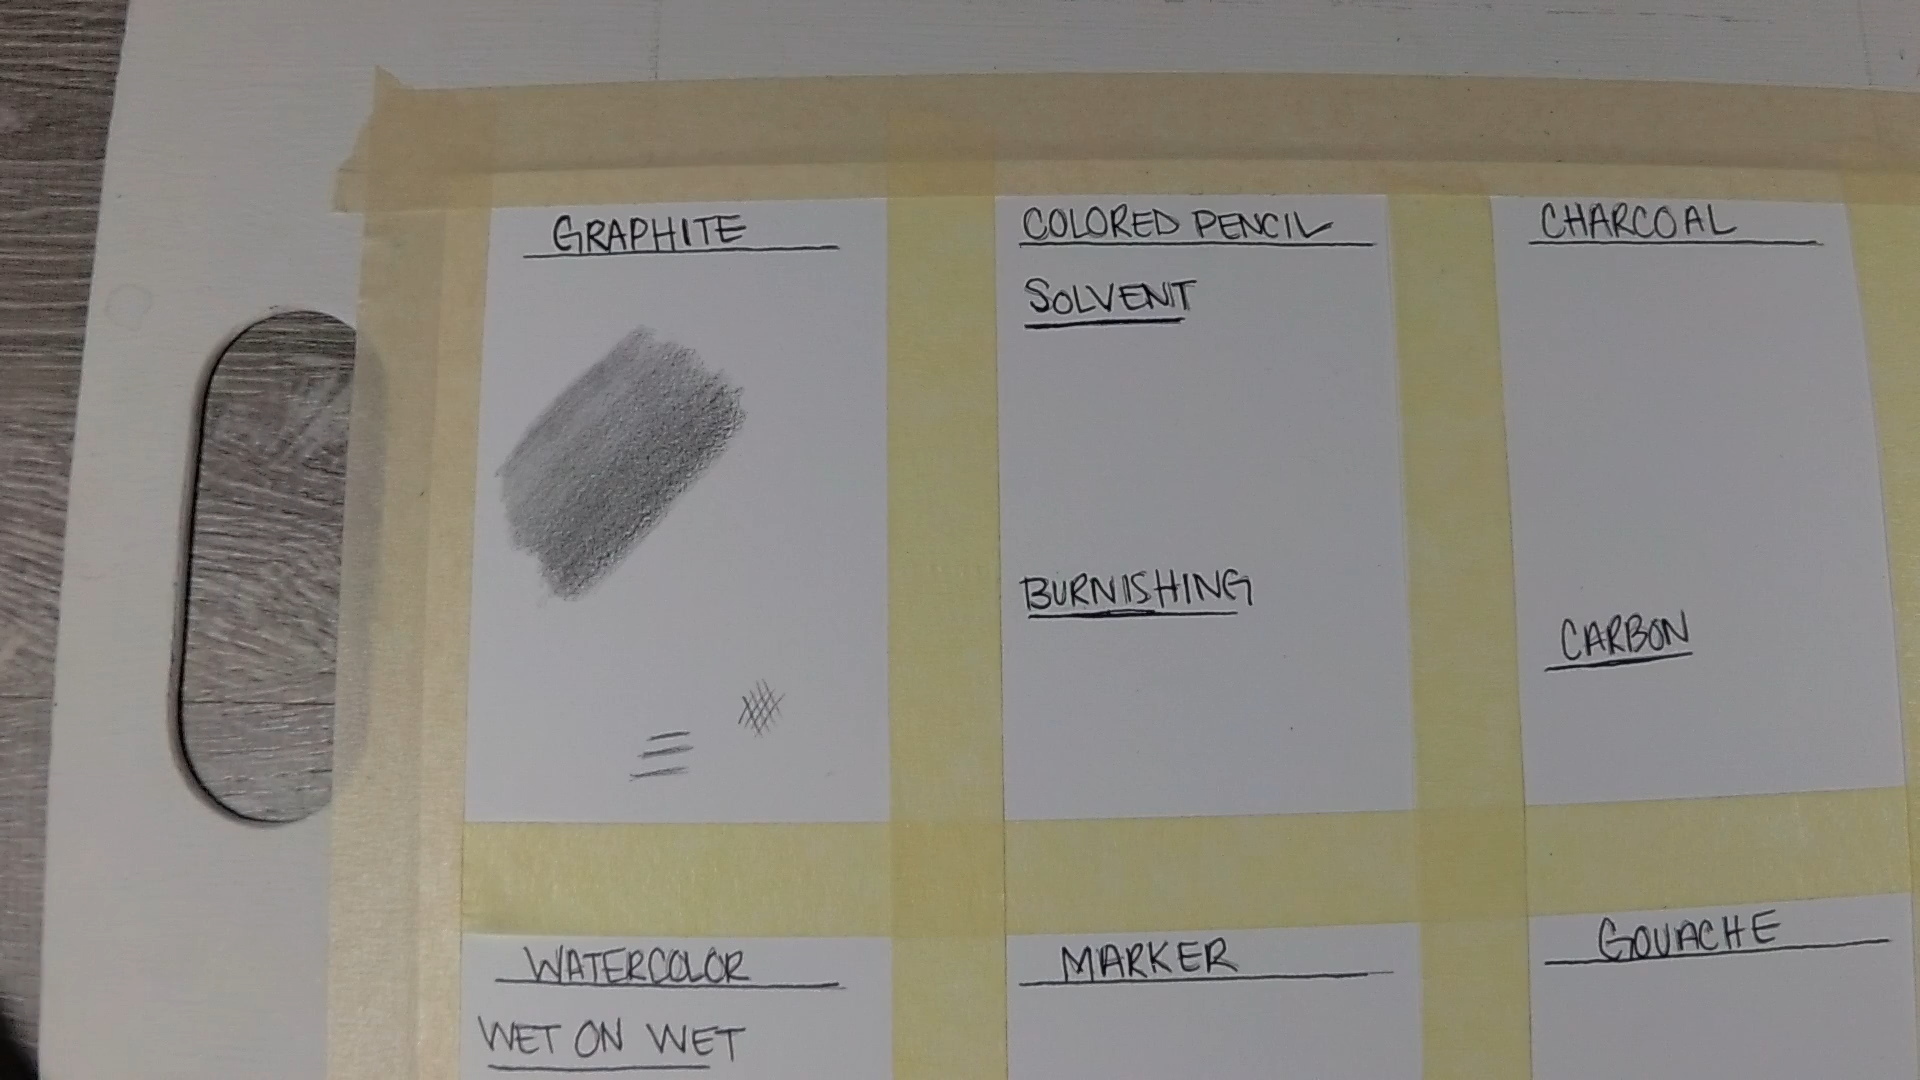 GRAPHITE
COLORED PENCIL
SOLVENT
BURNISHING
CHARCOAL
CARBON
WATERCOLOR
WET ON WET
MARKER
GOUACHE